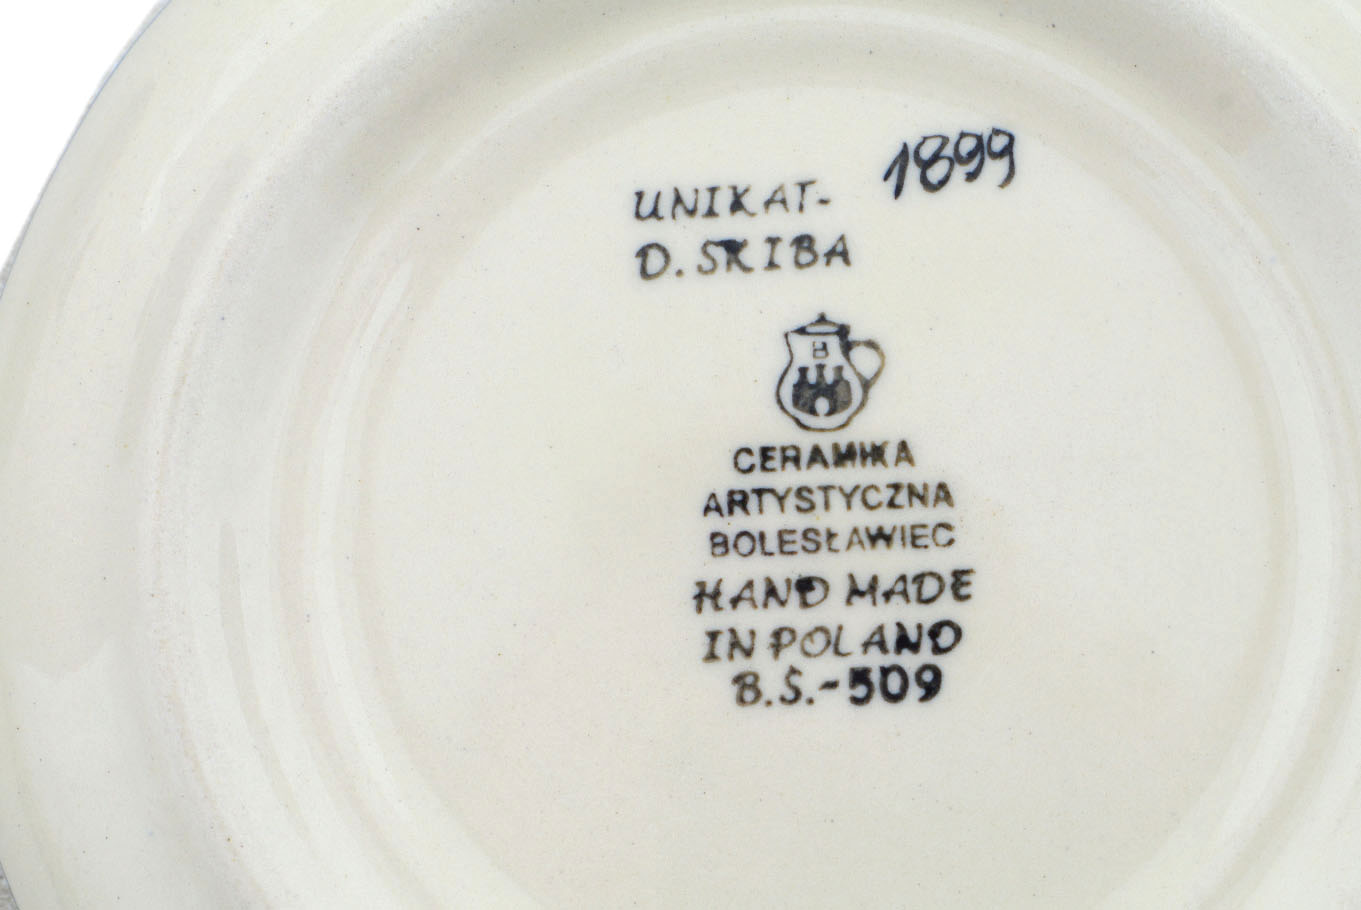 UNIKAT- 1899
D. SKIBA
B
CERAMIKA
ARTYSTYCZNA
BOLESŁAWIEC
HAND MADE
IN POLAND
B.Ś.-509